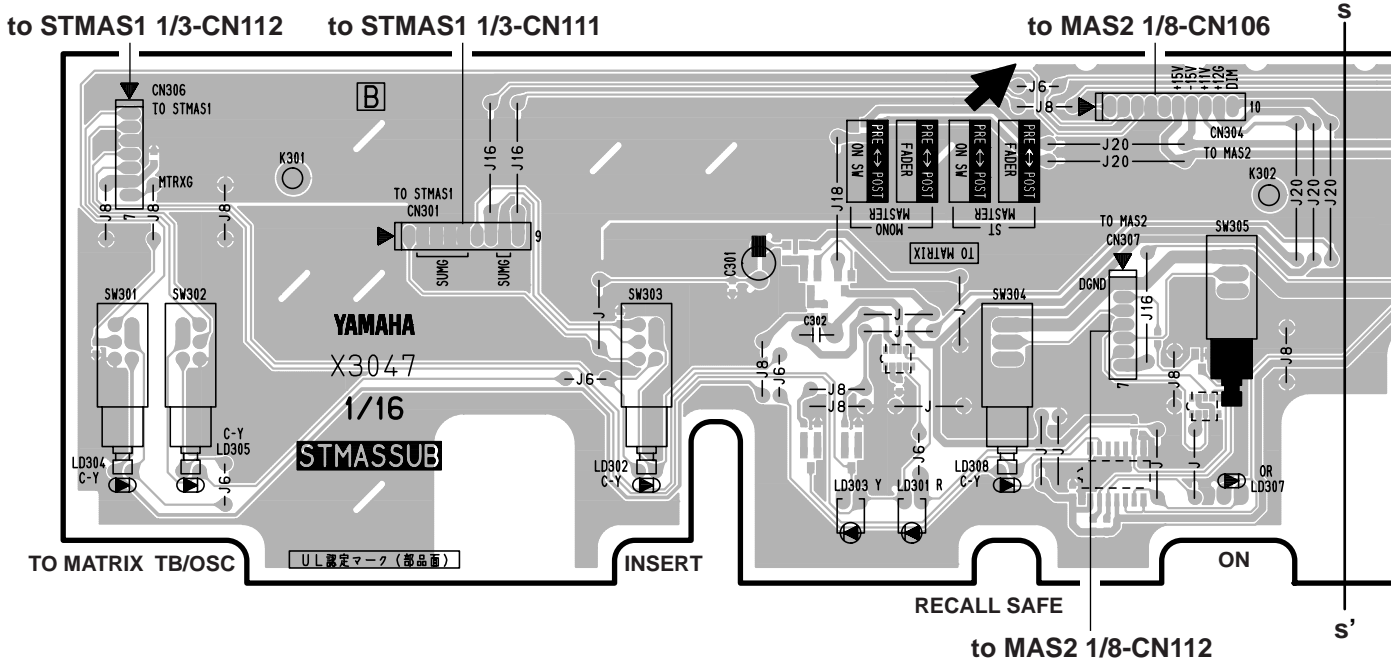 to STMAS1 1/3-CN112
to STMAS1 1/3-CN111
to MAS2 1/8-CN106
s
CN306
TO STMAS1
B
J6
J8
+15V
-15V
+11V
+12G
DIM
10
CN304
TO MAS2
K301
J16
J16
J18
PRE ↔ POST
ON SW
PRE ↔ POST
FADER
PRE ↔ POST
ON SW
PRE ↔ POST
FADER
MONO
MASTER
ST
MASTER
TO MATRIX
J20
J20
K302
J20
J20
J20
MTRXG
7
J8
J8
J8
TO STMAS1
CN301
9
SUMG
SUMG
C301
TO MAS2
CN307
DGND
SW305
SW301
SW302
SW303
SW304
J
J
J16
YAMAHA
X3047
1/16
STMASSUB
C302
J
J
J8
J6
J6
J8
J8
J
7
J8
J8
C-Y
LD305
LD304
C-Y
J6
LD302
C-Y
J6
LD303 Y
LD301 R
LD308
C-Y
J
J
J
J
OR
LD307
TO MATRIX
TB/OSC
UL認定マーク(部品面)
INSERT
RECALL SAFE
ON
to MAS2 1/8-CN112
s’